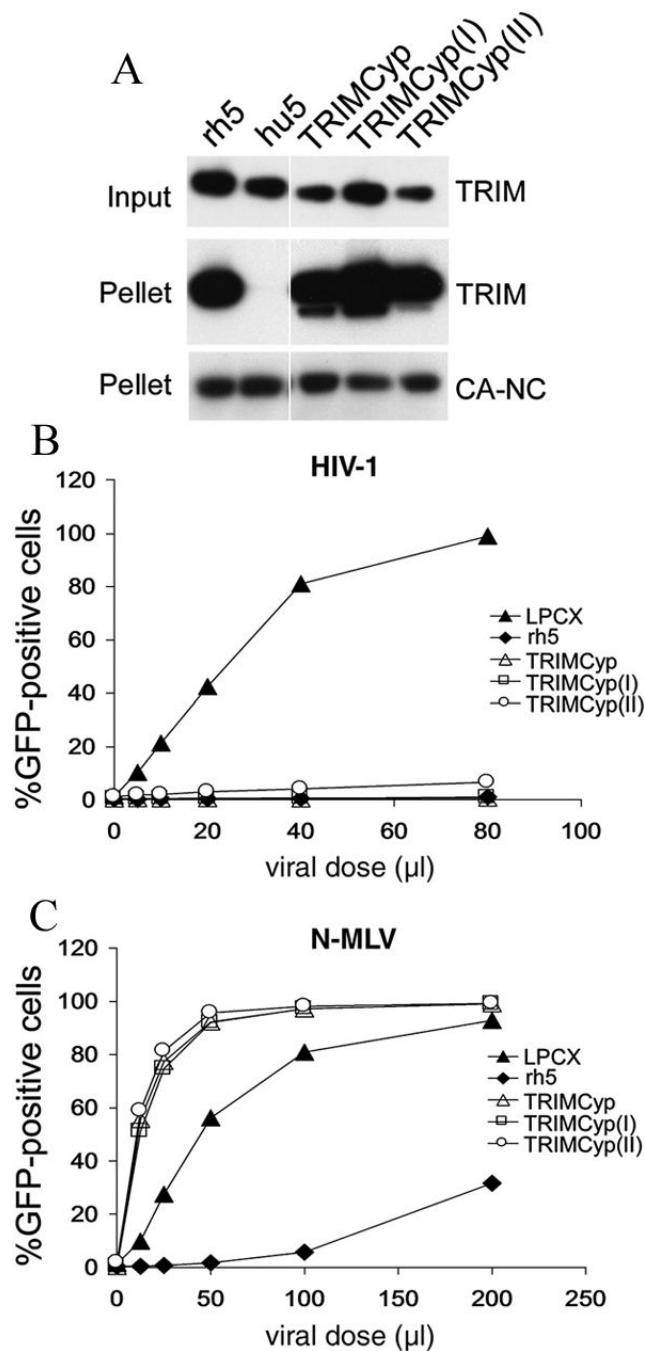 A
rh5 hu5 TRIMCyp TRIMCyp(I) TRIMCyp(II)
Input TRIM
Pellet TRIM
Pellet CA-NC
B
HIV-1
%GFP-positive cells
120
100
80
60
40
20
0
0 20 40 60 80 100
viral dose (µl)
LPCX
rh5
TRIMCyp
TRIMCyp(I)
TRIMCyp(II)
C
N-MLV
%GFP-positive cells
120
100
80
60
40
20
0
0 50 100 150 200 250
viral dose (µl)
LPCX
rh5
TRIMCyp
TRIMCyp(I)
TRIMCyp(II)